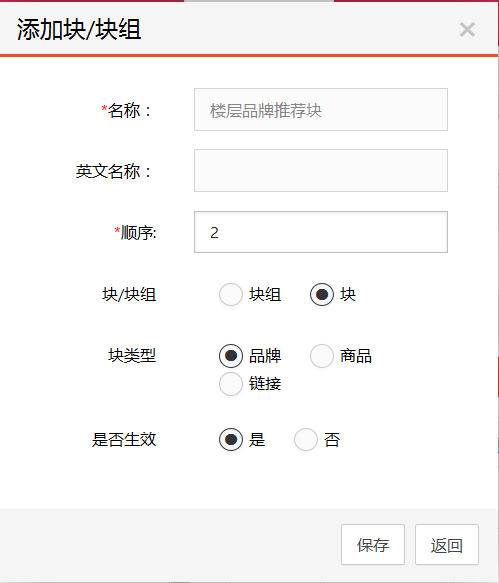 添加块/块组
*名称： 楼层品牌推荐块
英文名称：
*顺序: 2
块/块组 块组 块
块类型 品牌 商品
链接
是否生效 是 否
保存 返回